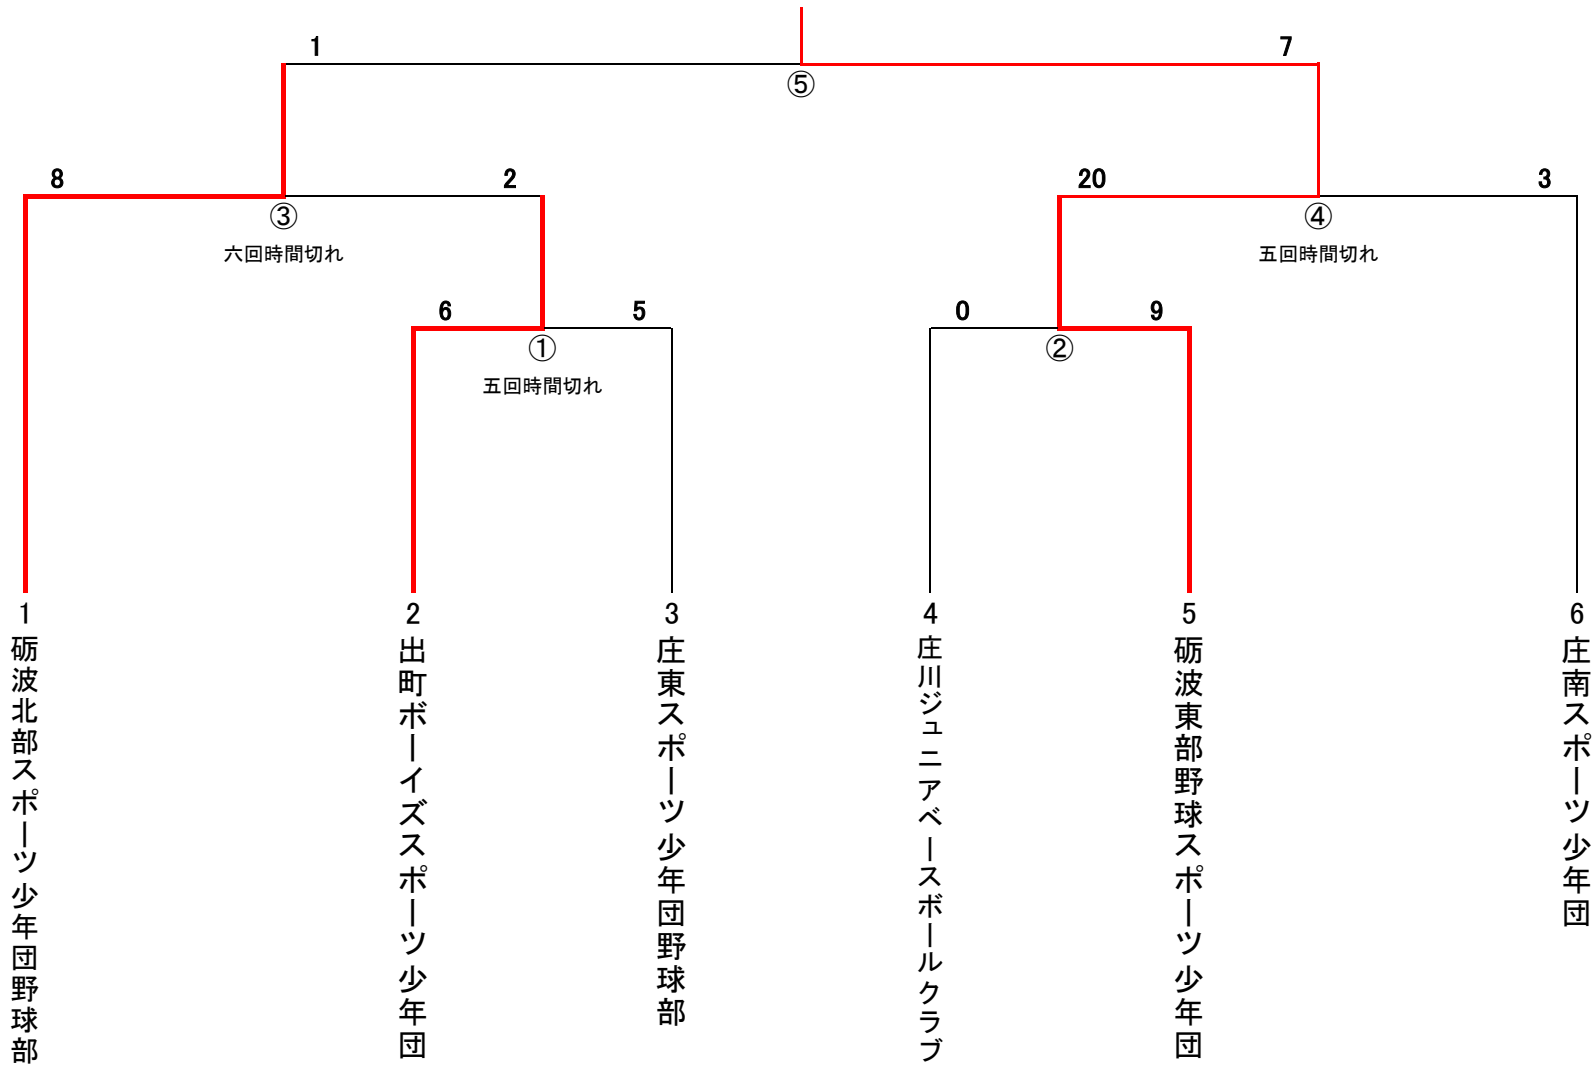 1 7
⑤
8 2 20 3
③ ④
六回時間切れ 五回時間切れ
6 5 0 9
① ②
五回時間切れ
1 2 3 4 5 6
砺波北部スポーツ少年団野球部
出町ボーイズスポーツ少年団
庄東スポーツ少年団野球部
庄川ジュニアベースボールクラブ
砺波東部野球スポーツ少年団
庄南スポーツ少年団